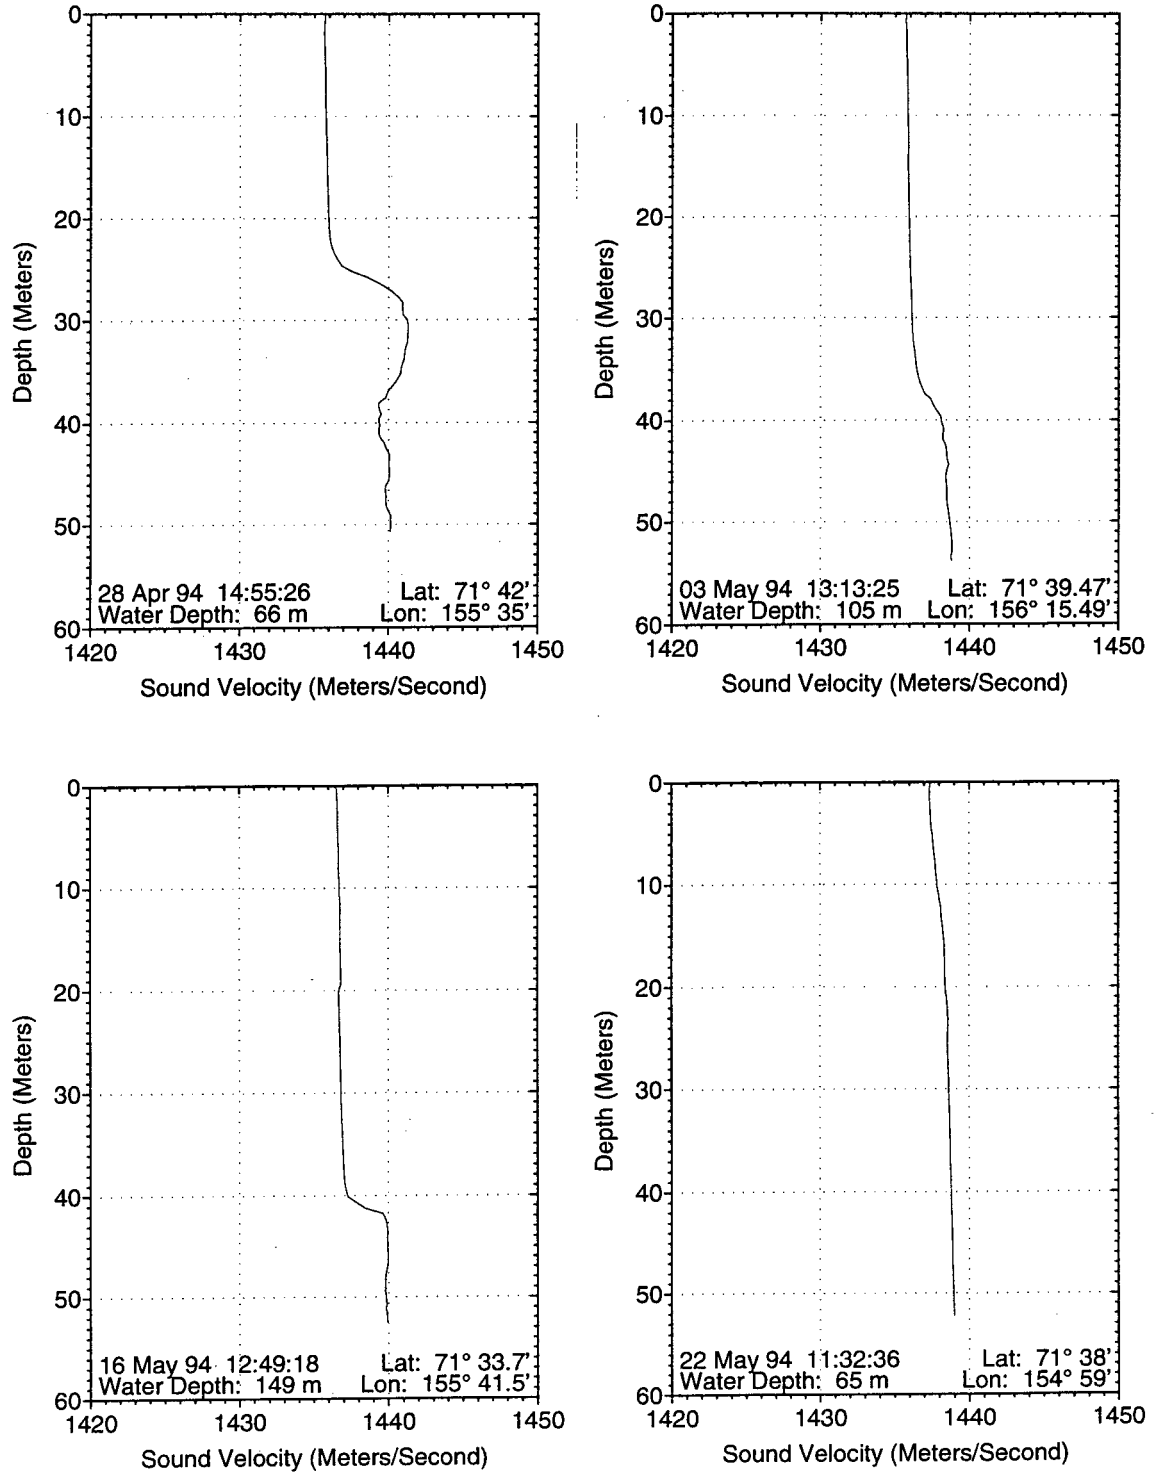 0
10
20
30
40
50
60
Depth (Meters)
28 Apr 94 14:55:26 Lat: 71° 42'
Water Depth: 66 m Lon: 155° 35'
1420 1430 1440 1450
Sound Velocity (Meters/Second)
0
10
20
30
40
50
60
Depth (Meters)
03 May 94 13:13:25 Lat: 71° 39.47'
Water Depth: 105 m Lon: 156° 15.49'
1420 1430 1440 1450
Sound Velocity (Meters/Second)
0
10
20
30
40
50
60
Depth (Meters)
16 May 94 12:49:18 Lat: 71° 33.7'
Water Depth: 149 m Lon: 155° 41.5'
1420 1430 1440 1450
Sound Velocity (Meters/Second)
0
10
20
30
40
50
60
Depth (Meters)
22 May 94 11:32:36 Lat: 71° 38'
Water Depth: 65 m Lon: 154° 59'
1420 1430 1440 1450
Sound Velocity (Meters/Second)